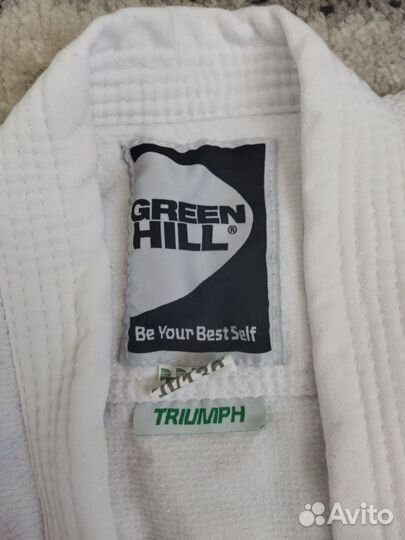 GREEN
HILL®
Be Your Best Self
TRIUMPH
Avito